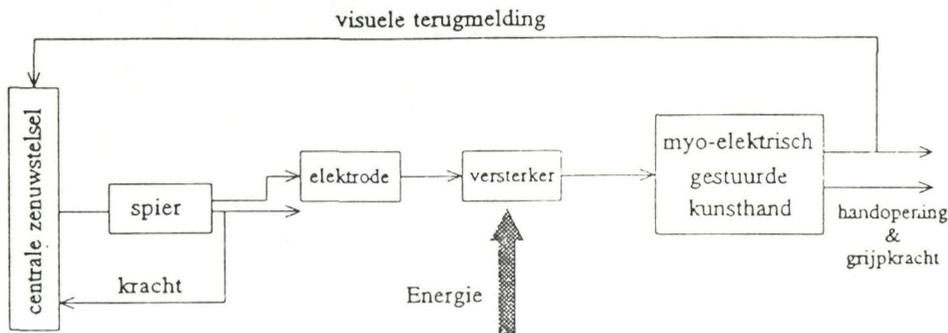 visuele terugmelding
centrale zenuwstelsel
spier
kracht
elektrode
versterker
Energie
myo-elektrisch
gestuurde
kunsthand
handopening
&
grijpkracht